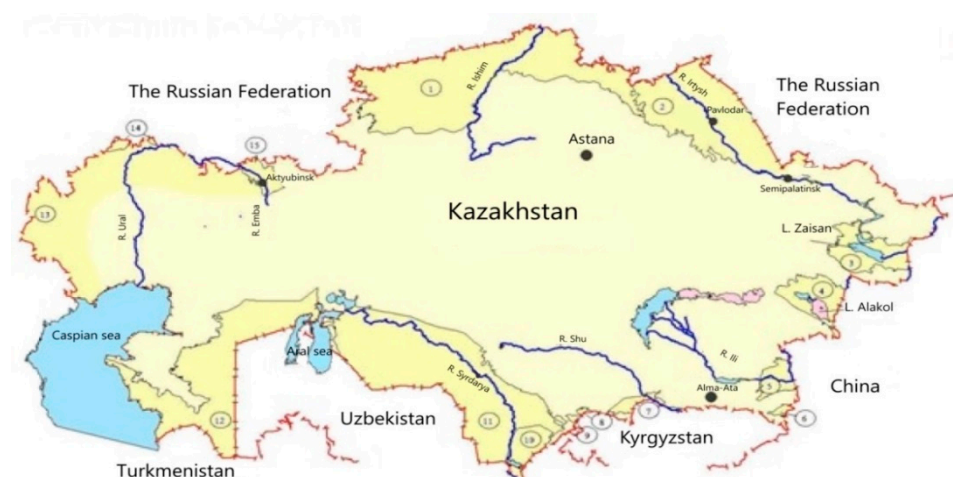 The Russian Federation
The Russian
Federation
14
15
1
R. Ishim
2
R. Irtysh
Pavlodar
Astana
Aktyubinsk
Semipalatinsk
13
R. Ural
R. Emba
Kazakhstan
L. Zaisan
3
4
L. Alakol
Caspian sea
Aral sea
R. Syrdarya
R. Shu
R. Ili
Alma-Ata
5
China
6
7
8
9
10
11
12
Uzbekistan
Kyrgyzstan
Turkmenistan